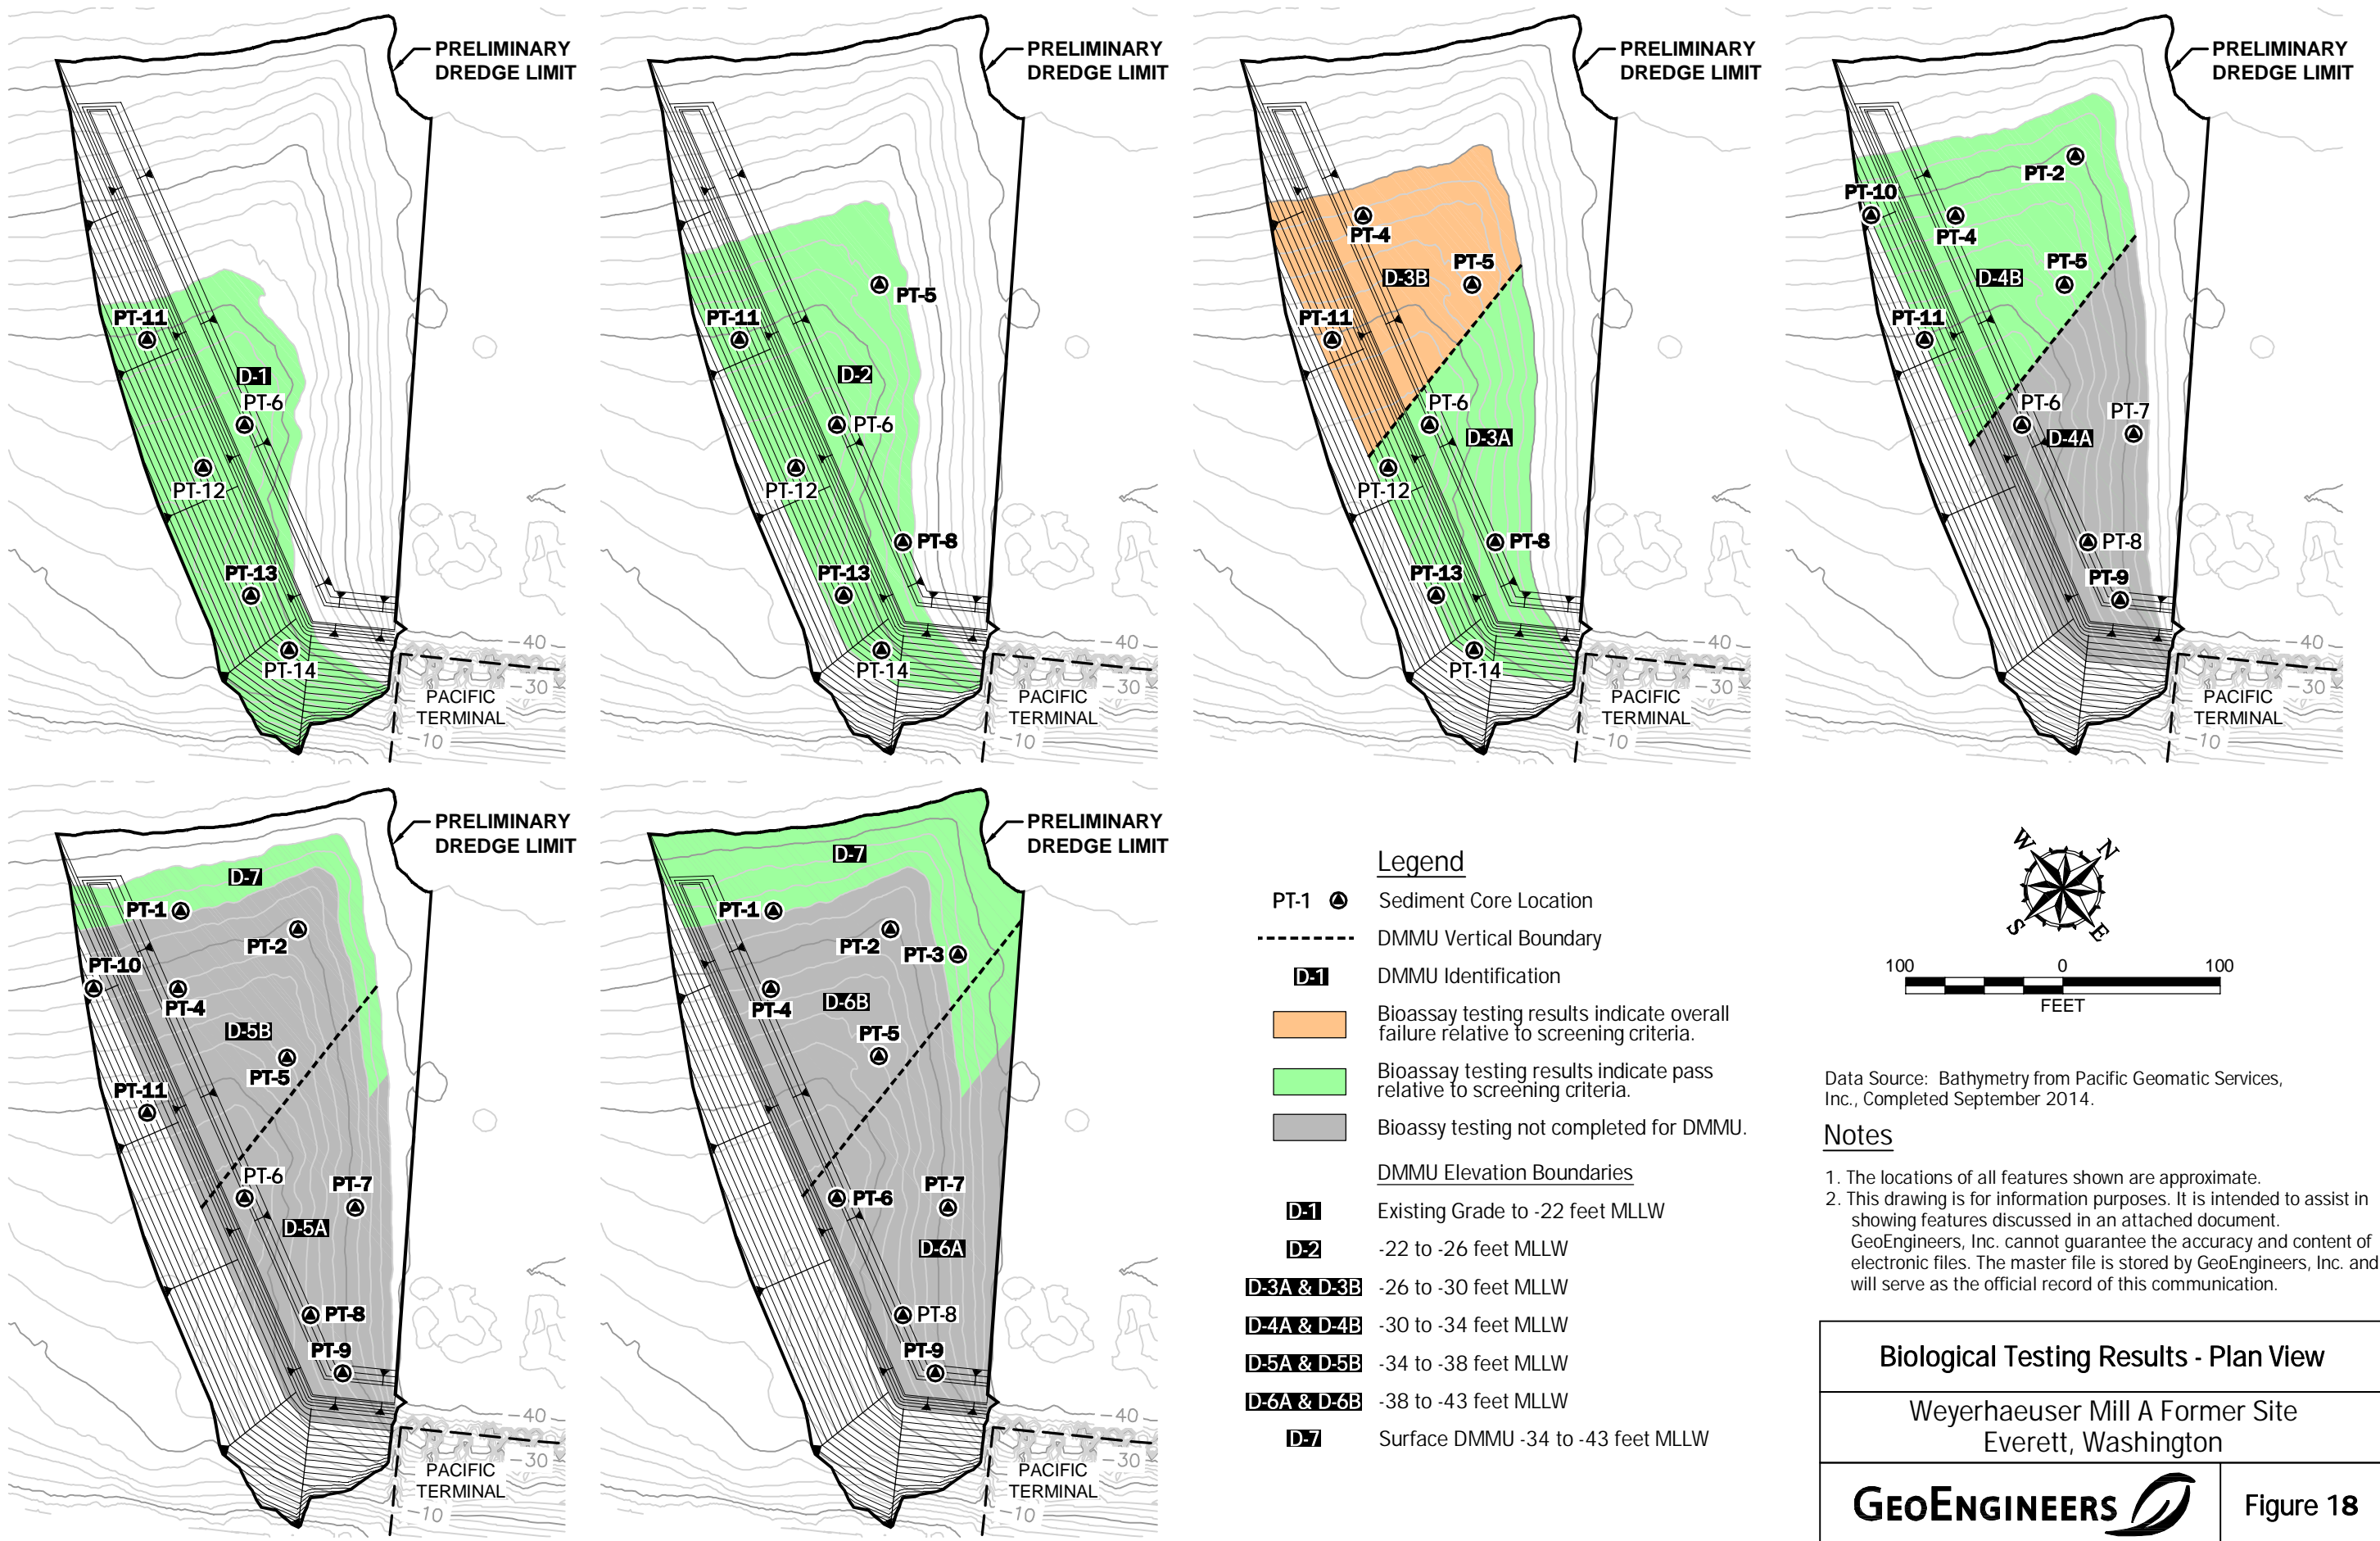 PRELIMINARY
DREDGE LIMIT
PT-11
D-1
PT-6
PT-12
PT-13
PT-14
-40
-30
-10
PACIFIC
TERMINAL
PRELIMINARY
DREDGE LIMIT
PT-5
PT-11
D-2
PT-6
PT-12
PT-8
PT-13
PT-14
-40
-30
-10
PACIFIC
TERMINAL
PRELIMINARY
DREDGE LIMIT
PT-4
PT-5
D-3B
PT-11
PT-6
D-3A
PT-12
PT-8
PT-13
PT-14
-40
-30
-10
PACIFIC
TERMINAL
PRELIMINARY
DREDGE LIMIT
PT-2
PT-10
PT-4
PT-5
D-4B
PT-11
PT-6
PT-7
D-4A
PT-8
PT-9
-40
-30
-10
PACIFIC
TERMINAL
PRELIMINARY
DREDGE LIMIT
D-7
PT-1
PT-2
PT-10
PT-4
D-5B
PT-5
PT-11
PT-6
PT-7
D-5A
PT-8
PT-9
-40
-30
-10
PACIFIC
TERMINAL
PRELIMINARY
DREDGE LIMIT
D-7
PT-1
PT-2
PT-3
PT-4
D-6B
PT-5
PT-6
PT-7
D-6A
PT-8
PT-9
-40
-30
-10
PACIFIC
TERMINAL
Legend
PT-1 Sediment Core Location
DMMU Vertical Boundary
D-1 DMMU Identification
Bioassay testing results indicate overall
failure relative to screening criteria.
Bioassay testing results indicate pass
relative to screening criteria.
Bioassy testing not completed for DMMU.
DMMU Elevation Boundaries
D-1 Existing Grade to -22 feet MLLW
D-2 -22 to -26 feet MLLW
D-3A & D-3B -26 to -30 feet MLLW
D-4A & D-4B -30 to -34 feet MLLW
D-5A & D-5B -34 to -38 feet MLLW
D-6A & D-6B -38 to -43 feet MLLW
D-7 Surface DMMU -34 to -43 feet MLLW
W N
S E
100 0 100
FEET
Data Source: Bathymetry from Pacific Geomatic Services,
Inc., Completed September 2014.
Notes
1. The locations of all features shown are approximate.
2. This drawing is for information purposes. It is intended to assist in
showing features discussed in an attached document.
GeoEngineers, Inc. cannot guarantee the accuracy and content of
electronic files. The master file is stored by GeoEngineers, Inc. and
will serve as the official record of this communication.
Biological Testing Results - Plan View
Weyerhaeuser Mill A Former Site
Everett, Washington
GEOENGINEERS
Figure 18